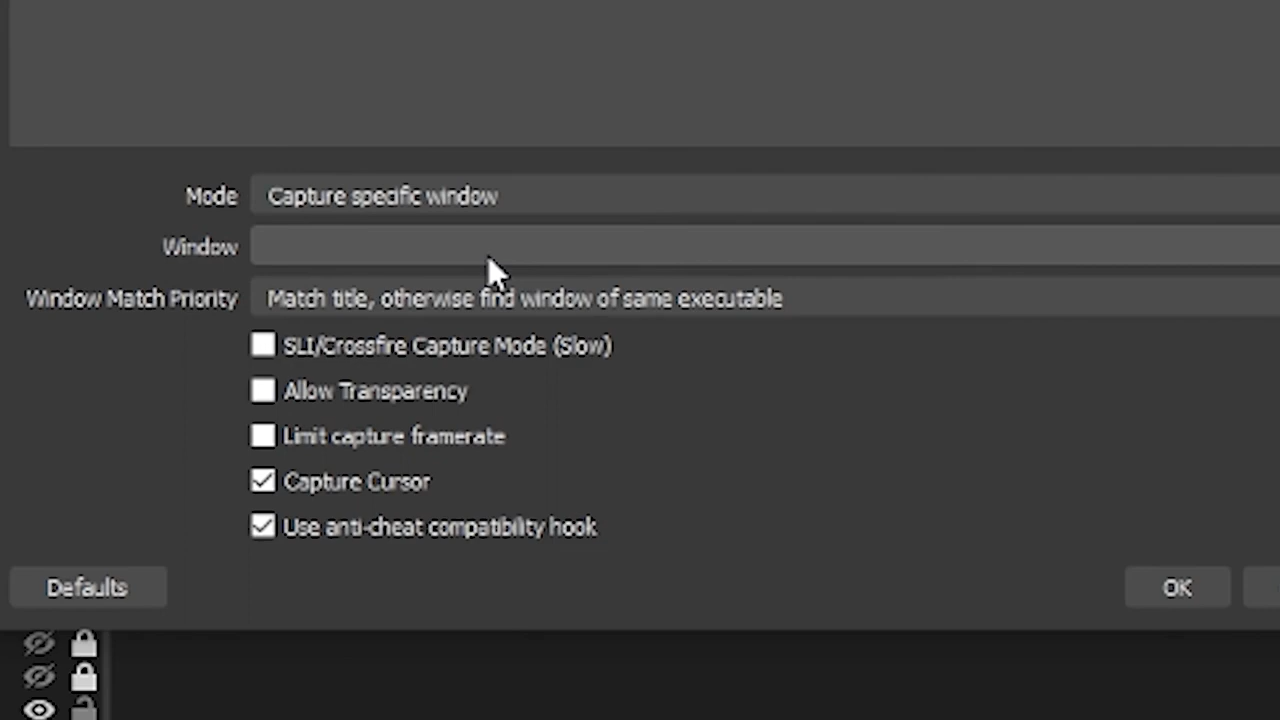 Mode Capture specific window
Window
Window Match Priority Match title, otherwise find window of same executable
SLI/Crossfire Capture Mode (Slow)
Allow Transparency
Limit capture framerate
Capture Cursor
Use anti-cheat compatibility hook
Defaults OK